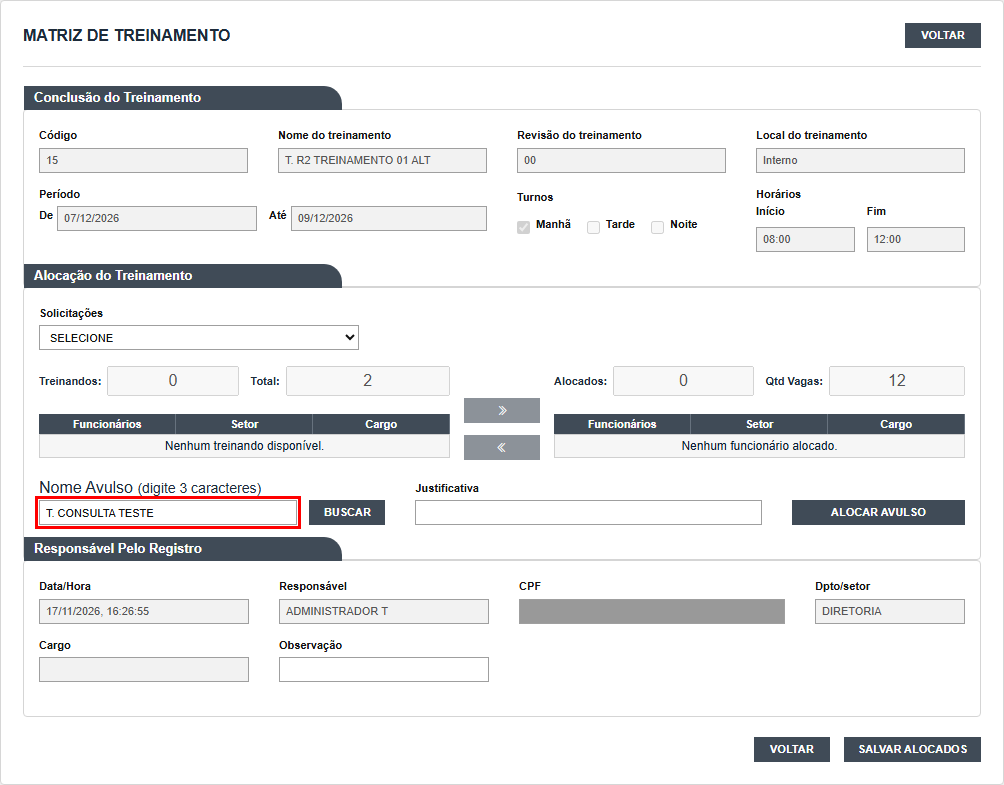 MATRIZ DE TREINAMENTO
VOLTAR
Conclusão do Treinamento
Código
Nome do treinamento
Revisão do treinamento
Local do treinamento
15
T. R2 TREINAMENTO 01 ALT
00
Interno
Período
Turnos
Horários
De
07/12/2026
Até
09/12/2026
Manhã
Tarde
Noite
Início
Fim
08:00
12:00
Alocação do Treinamento
Solicitações
SELECIONE
Treinandos:
0
Total:
2
Alocados:
0
Qtd Vagas:
12
Funcionários Setor Cargo
Nenhum treinando disponível.
»
«
Funcionários Setor Cargo
Nenhum funcionário alocado.
Nome Avulso (digite 3 caracteres)
T. CONSULTA TESTE
BUSCAR
Justificativa
ALOCAR AVULSO
Responsável Pelo Registro
Data/Hora
Responsável
CPF
Dpto/setor
17/11/2026, 16:26:55
ADMINISTRADOR T
DIRETORIA
Cargo
Observação
VOLTAR
SALVAR ALOCADOS